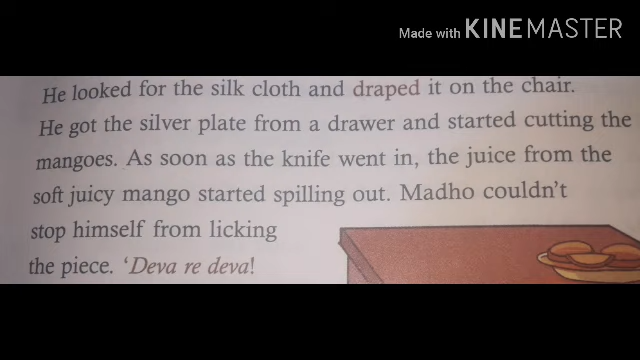 Made with KINEMASTER
He looked for the silk cloth and draped it on the chair.
He got the silver plate from a drawer and started cutting the
mangoes. As soon as the knife went in, the juice from the
soft juicy mango started spilling out. Madho couldn't
stop himself from licking
the piece. ‘Deva re deva!